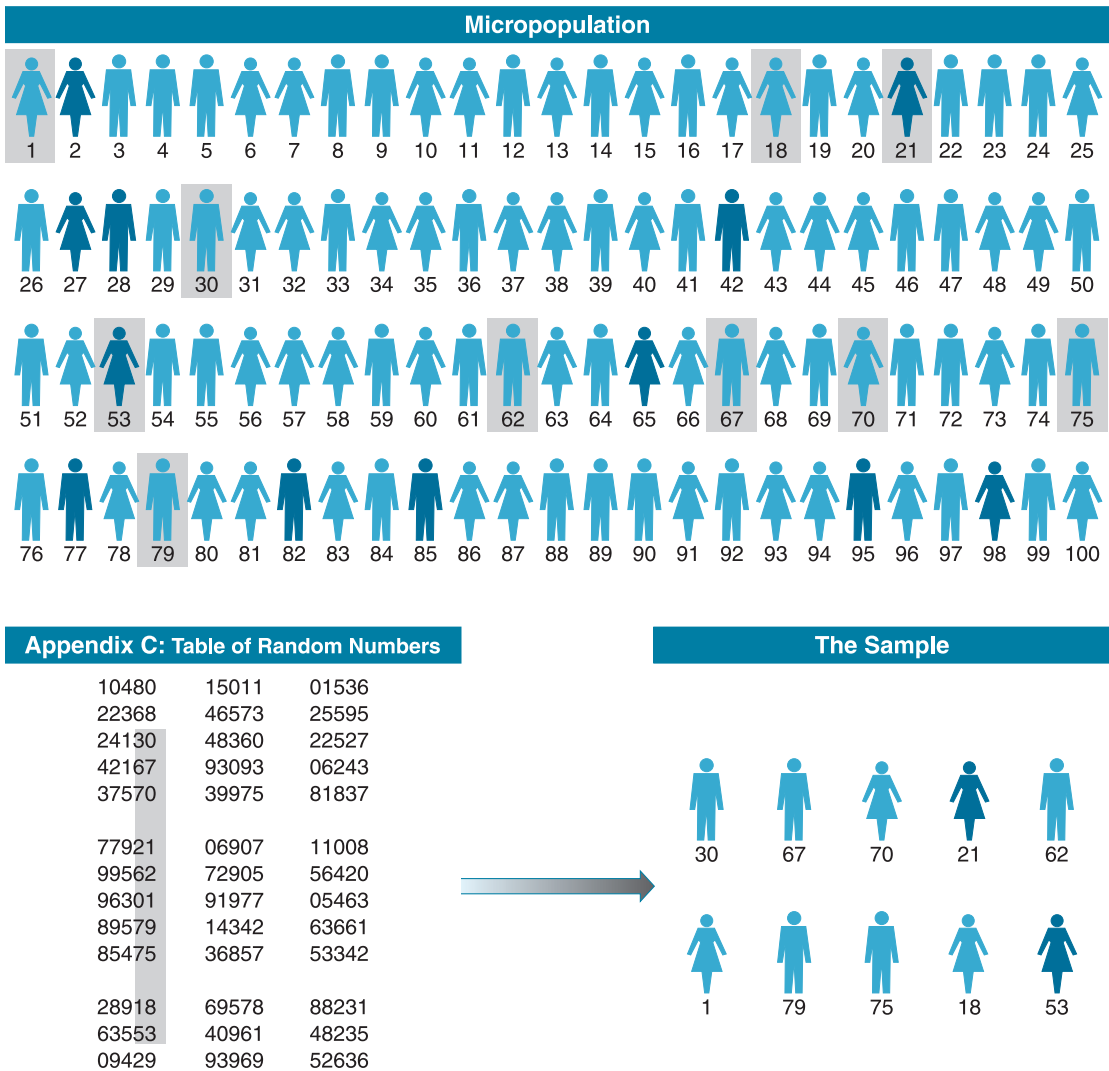 Micropopulation
1 2 3 4 5 6 7 8 9 10 11 12 13 14 15 16 17 18 19 20 21 22 23 24 25
26 27 28 29 30 31 32 33 34 35 36 37 38 39 40 41 42 43 44 45 46 47 48 49 50
51 52 53 54 55 56 57 58 59 60 61 62 63 64 65 66 67 68 69 70 71 72 73 74 75
76 77 78 79 80 81 82 83 84 85 86 87 88 89 90 91 92 93 94 95 96 97 98 99 100
Appendix C: Table of Random Numbers
10480 15011 01536
22368 46573 25595
24130 48360 22527
42167 93093 06243
37570 39975 81837
77921 06907 11008
99562 72905 56420
96301 91977 05463
89579 14342 63661
85475 36857 53342
28918 69578 88231
63553 40961 48235
09429 93969 52636
The Sample
30 67 70 21 62
1 79 75 18 53